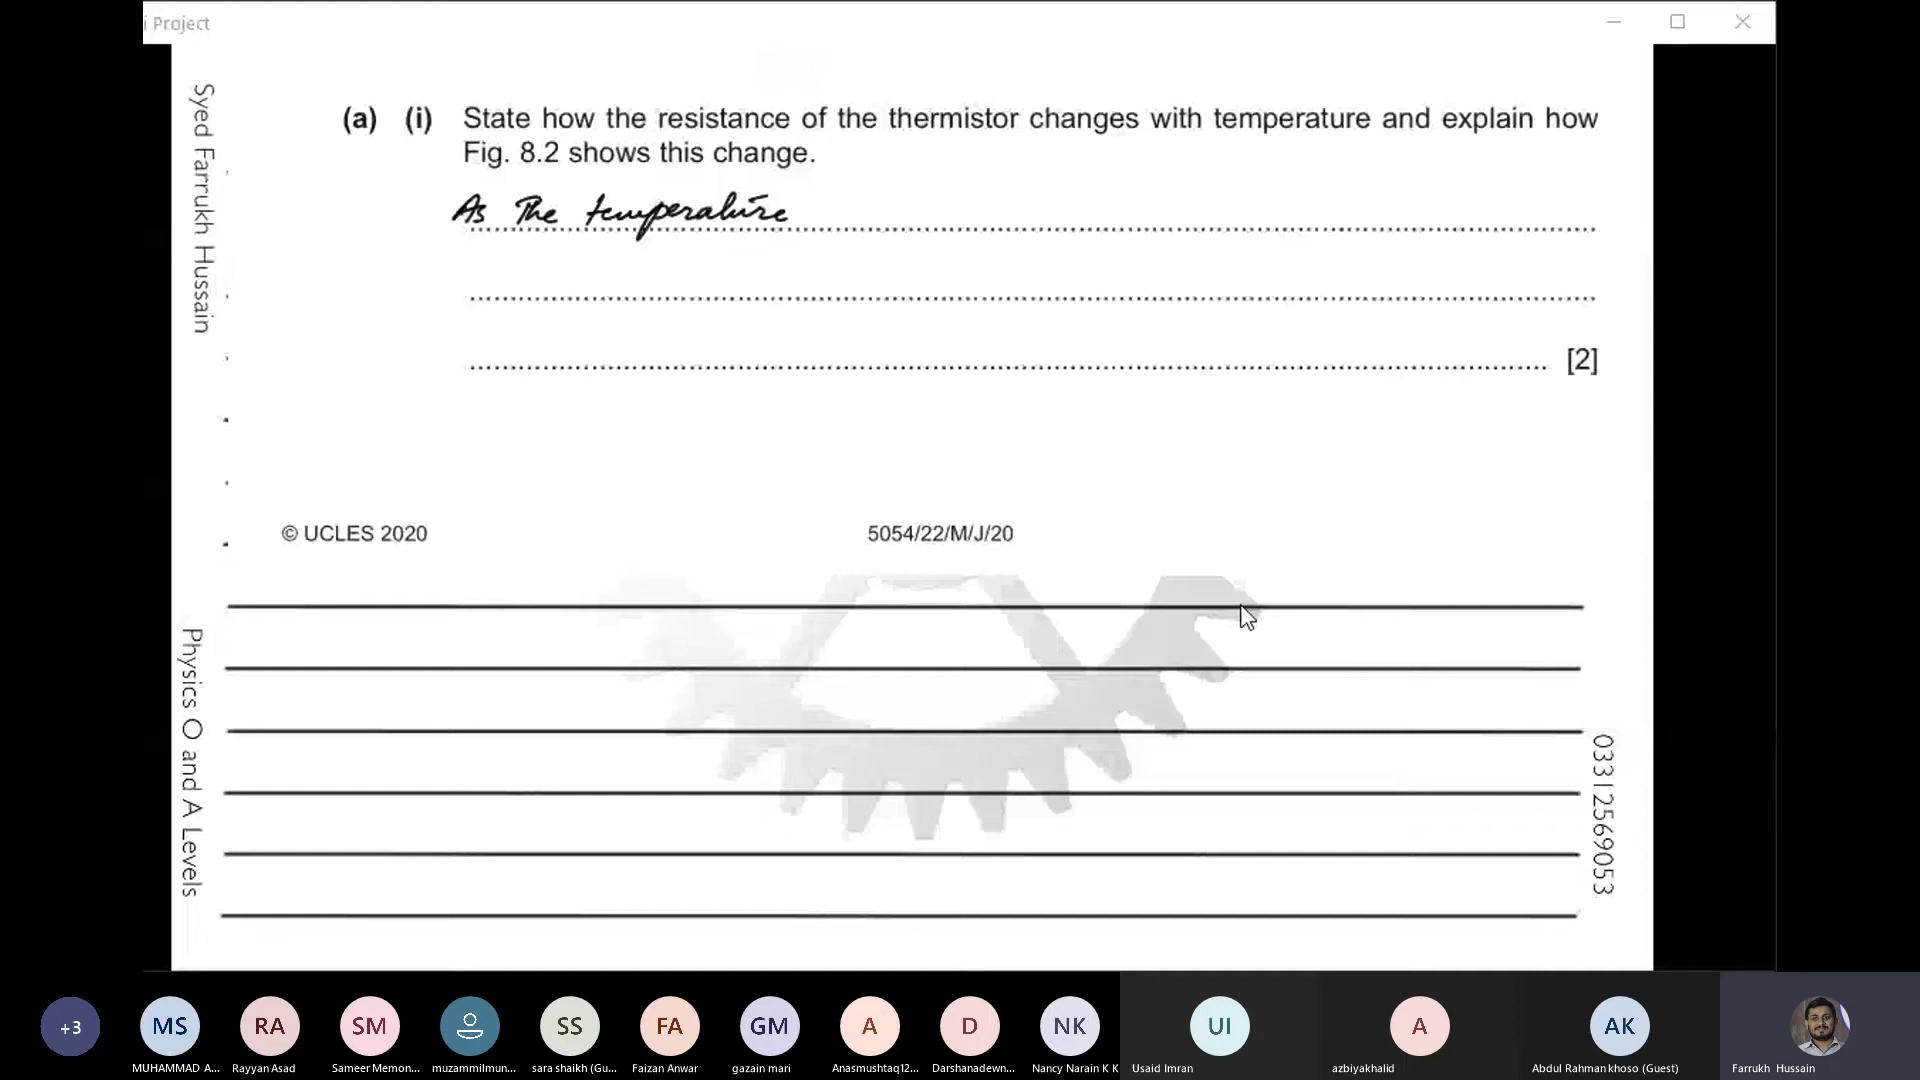 i Project
Syed Farrukh Hussain
(a) (i) State how the resistance of the thermistor changes with temperature and explain how
Fig. 8.2 shows this change.
As The temperature
[2]
© UCLES 2020 5054/22/M/J/20
Physics O and A Levels
03312569053
+3 MS RA SM SS FA GM A D NK UI A AK
MUHAMMAD A... Rayyan Asad Sameer Memon... muzammilmun... sara shaikh (Gu... Faizan Anwar gazain mari Anasmushtaq12... Darshanadewn... Nancy Narain K K Usaid Imran azbiyakhalid Abdul Rahman khoso (Guest) Farrukh Hussain